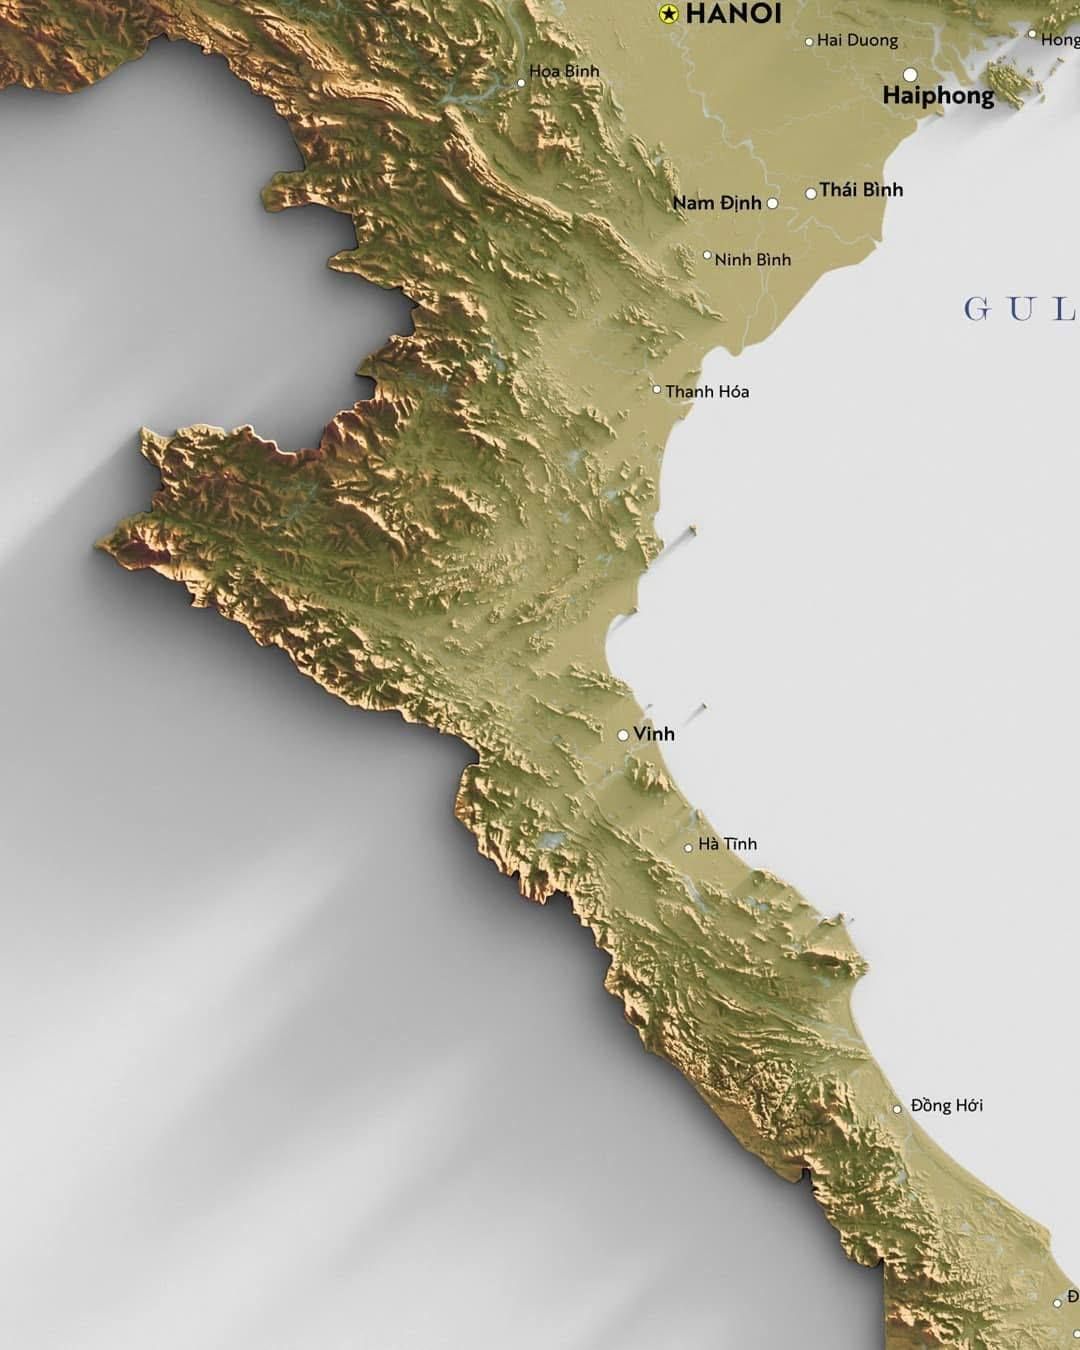 HANOI
Hai Duong
Hong
Hoa Binh
Haiphong
Thái Bình
Nam Định
Ninh Bình
GUL
Thanh Hóa
Vinh
Hà Tĩnh
Đồng Hới
Đ